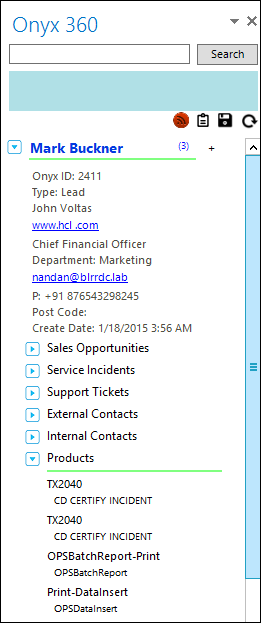 Onyx 360
Search
Mark Buckner (3) +
Onyx ID: 2411
Type: Lead
John Voltas
www.hcl .com
Chief Financial Officer
Department: Marketing
nandan@blrrdc.lab
P: +91 876543298245
Post Code:
Create Date: 1/18/2015 3:56 AM
Sales Opportunities
Service Incidents
Support Tickets
External Contacts
Internal Contacts
Products
TX2040
CD CERTIFY INCIDENT
TX2040
CD CERTIFY INCIDENT
OPSBatchReport-Print
OPSBatchReport
Print-DataInsert
OPSDataInsert